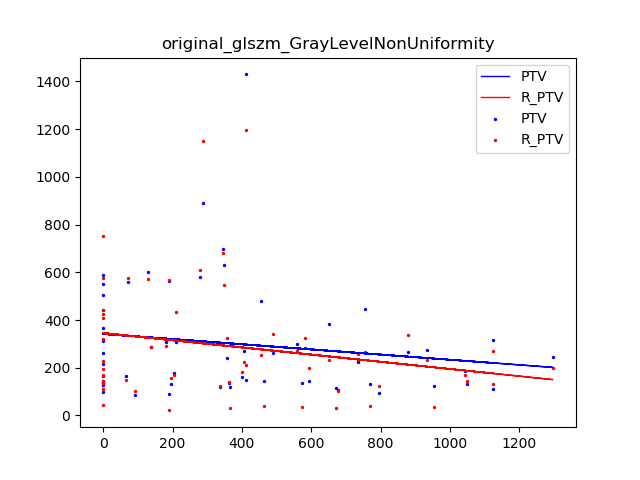 original_glszm_GrayLevelNonUniformity
PTV
R_PTV
PTV
R_PTV
1400
1200
1000
800
600
400
200
0
0 200 400 600 800 1000 1200